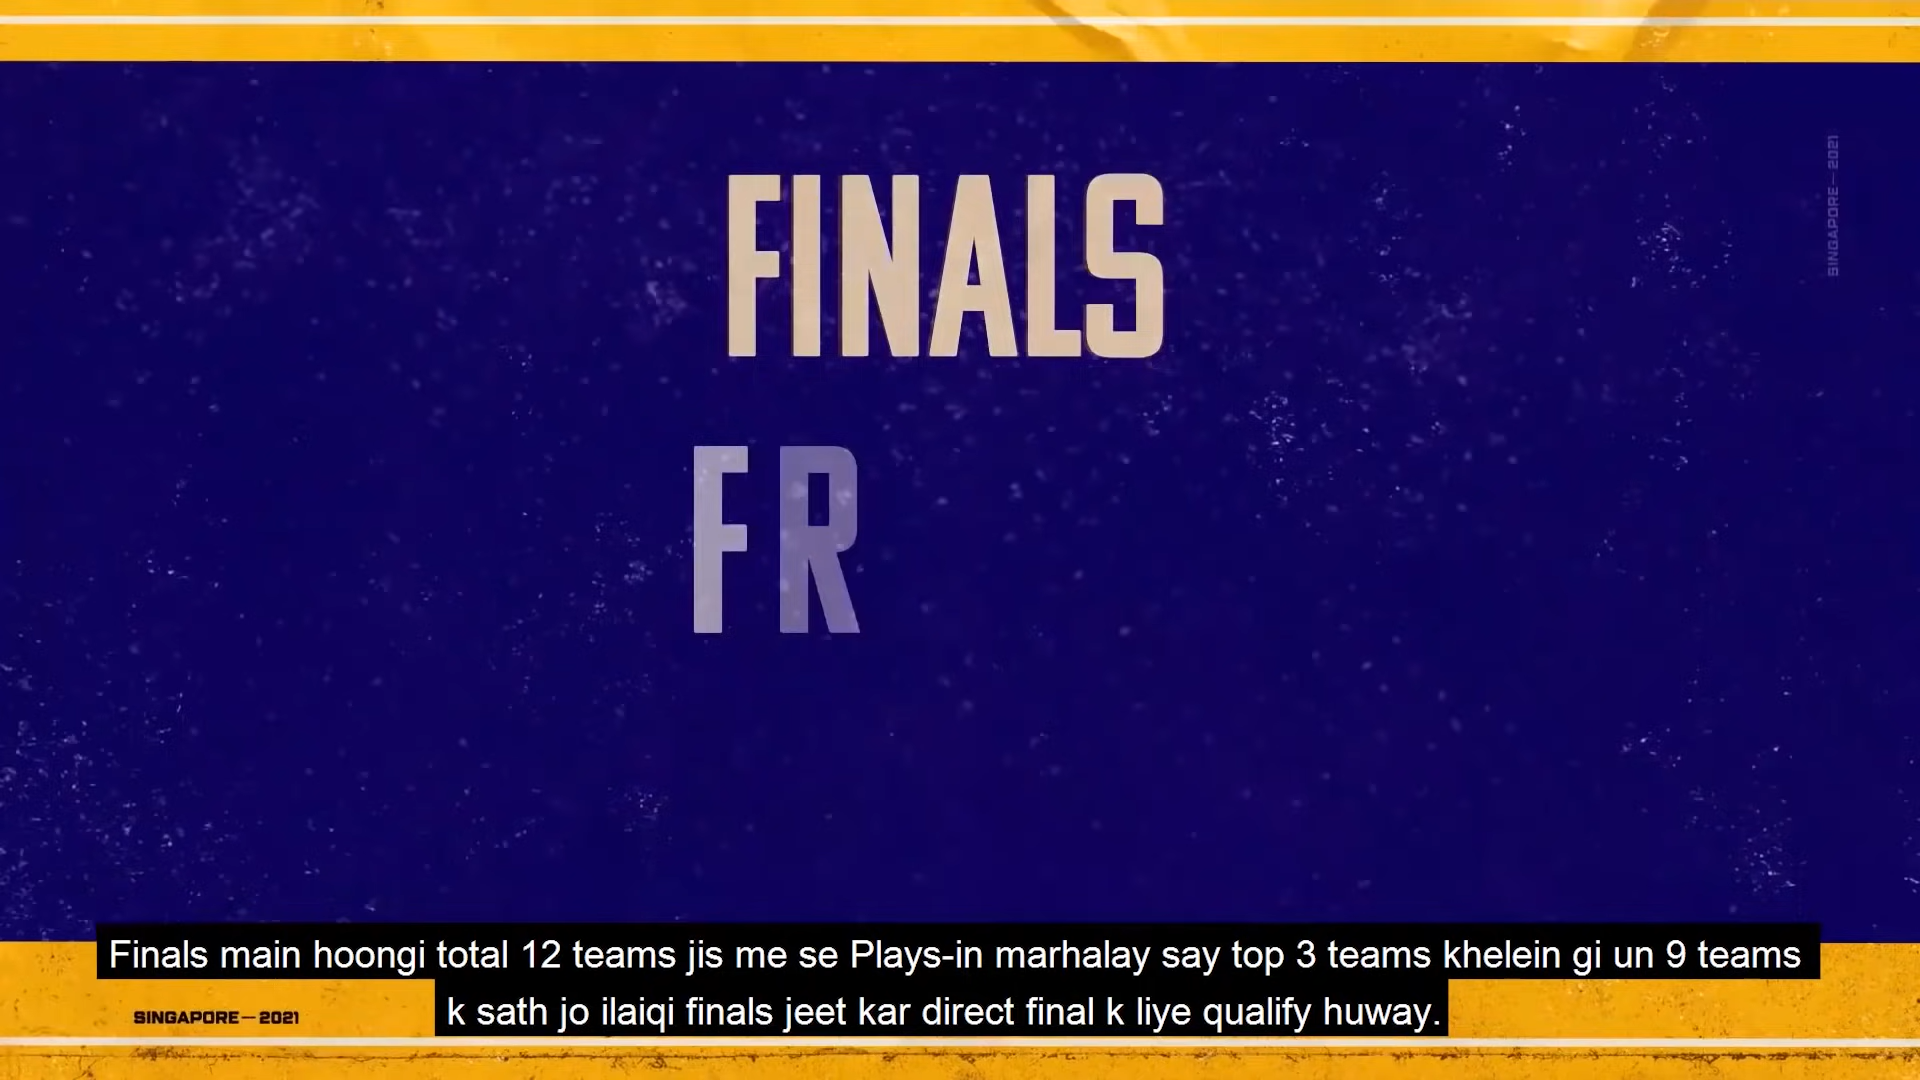 SINGAPORE—2021
FINALS
FR
Finals main hoongi total 12 teams jis me se Plays-in marhalay say top 3 teams khelein gi un 9 teams
k sath jo ilaiqi finals jeet kar direct final k liye qualify huway.
SINGAPORE—2021